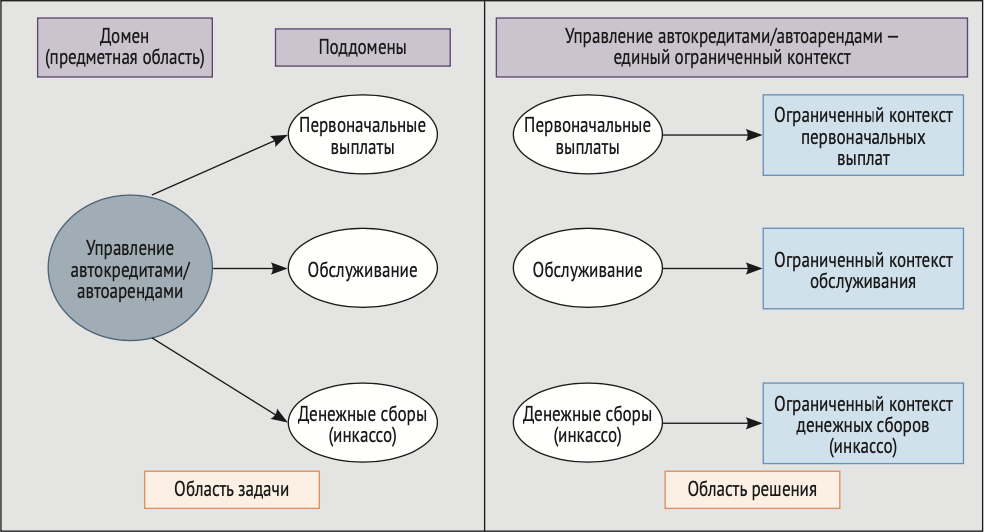 Домен
(предметная область)
Поддомены
Первоначальные
выплаты
Управление
автокредитами/
автоарендами
Обслуживание
Денежные сборы
(инкассо)
Область задачи
Управление автокредитами/автоарендами —
единый ограниченный контекст
Первоначальные
выплаты
Ограниченный контекст
первоначальных
выплат
Обслуживание
Ограниченный контекст
обслуживания
Денежные сборы
(инкассо)
Ограниченный контекст
денежных сборов
(инкассо)
Область решения